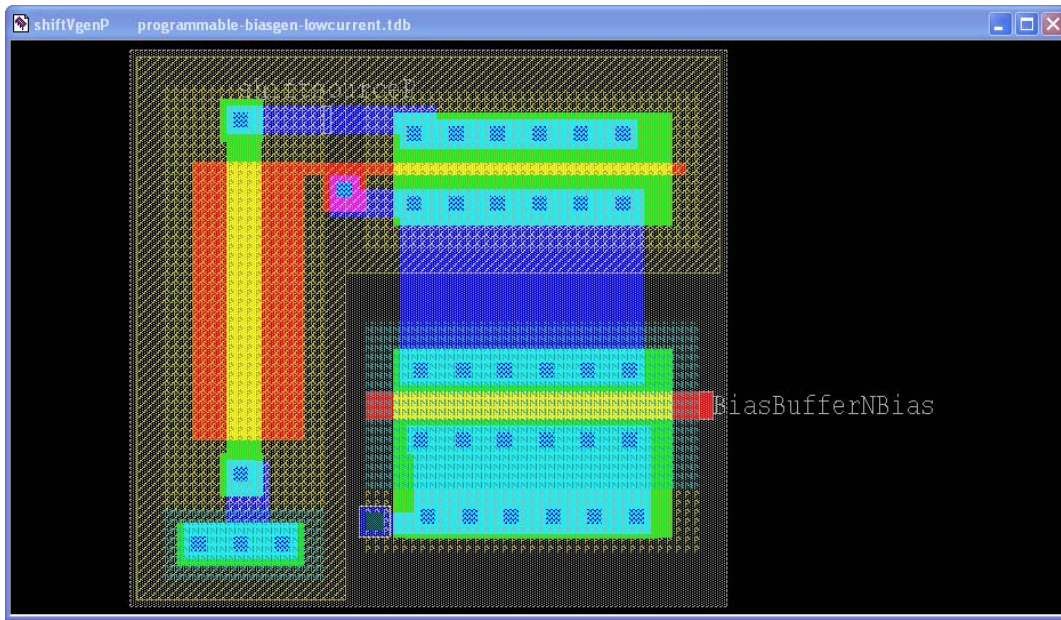 shiftVgenP programmable-biasgen-lowcurrent.tdb
shiftsourceP
BiasBufferNBias